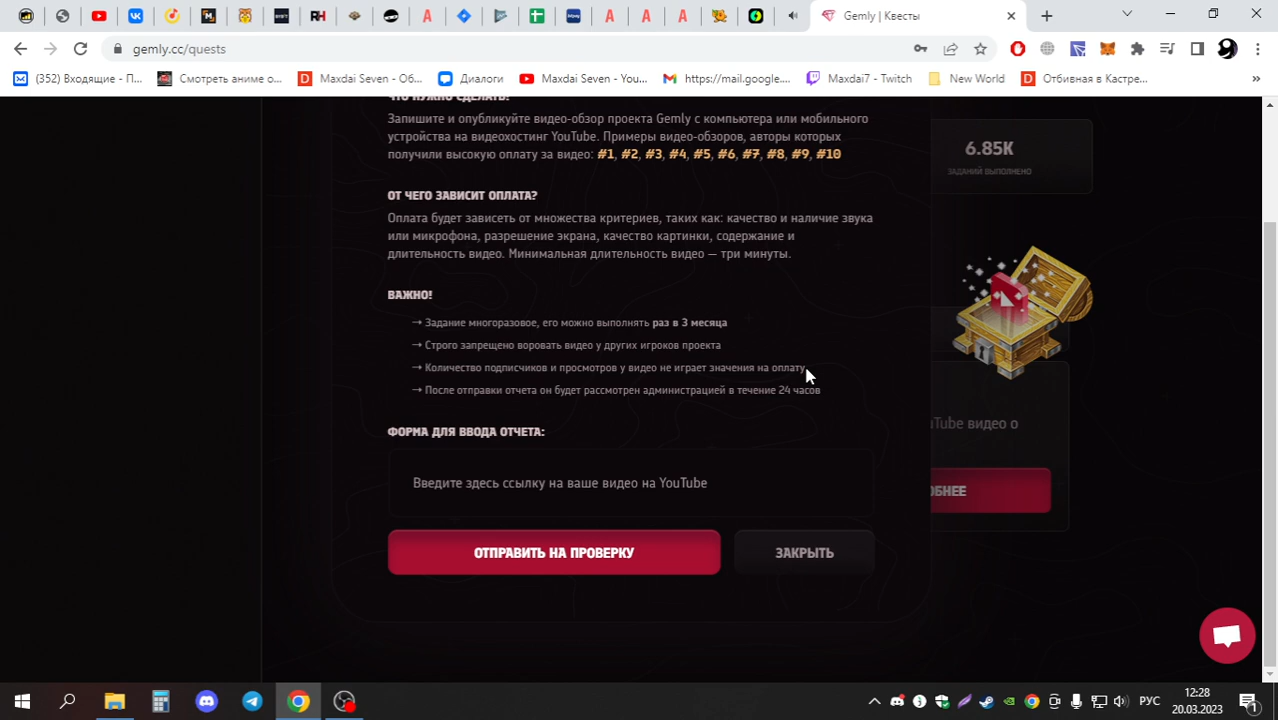 Gemly | Квесты
gemly.cc/quests
(352) Входящие - П...
Смотреть аниме о...
Maxdai Seven - Об...
Диалоги
Maxdai Seven - You...
https://mail.google....
Maxdai7 - Twitch
New World
Отбивная в Кастре...
ЧТО НУЖНО СДЕЛАТЬ?
Запишите и опубликуйте видео-обзор проекта Gemly с компьютера или мобильного
устройства на видеохостинг YouTube. Примеры видео-обзоров, авторы которых
получили высокую оплату за видео: #1, #2, #3, #4, #5, #6, #7, #8, #9, #10
6.85K
ЗАДАНИЙ ВЫПОЛНЕНО
ОТ ЧЕГО ЗАВИСИТ ОПЛАТА?
Оплата будет зависеть от множества критериев, таких как: качество и наличие звука
или микрофона, разрешение экрана, качество картинки, содержание и
длительность видео. Минимальная длительность видео — три минуты.
ВАЖНО!
→ Задание многоразовое, его можно выполнять раз в 3 месяца
→ Строго запрещено воровать видео у других игроков проекта
→ Количество подписчиков и просмотров у видео не играет значения на оплату
→ После отправки отчета он будет рассмотрен администрацией в течение 24 часов
ФОРМА ДЛЯ ВВОДА ОТЧЕТА:
uTube видео о
Введите здесь ссылку на ваше видео на YouTube
ОБНЕЕ
ОТПРАВИТЬ НА ПРОВЕРКУ
ЗАКРЫТЬ
РУС
12:28
20.03.2023
1